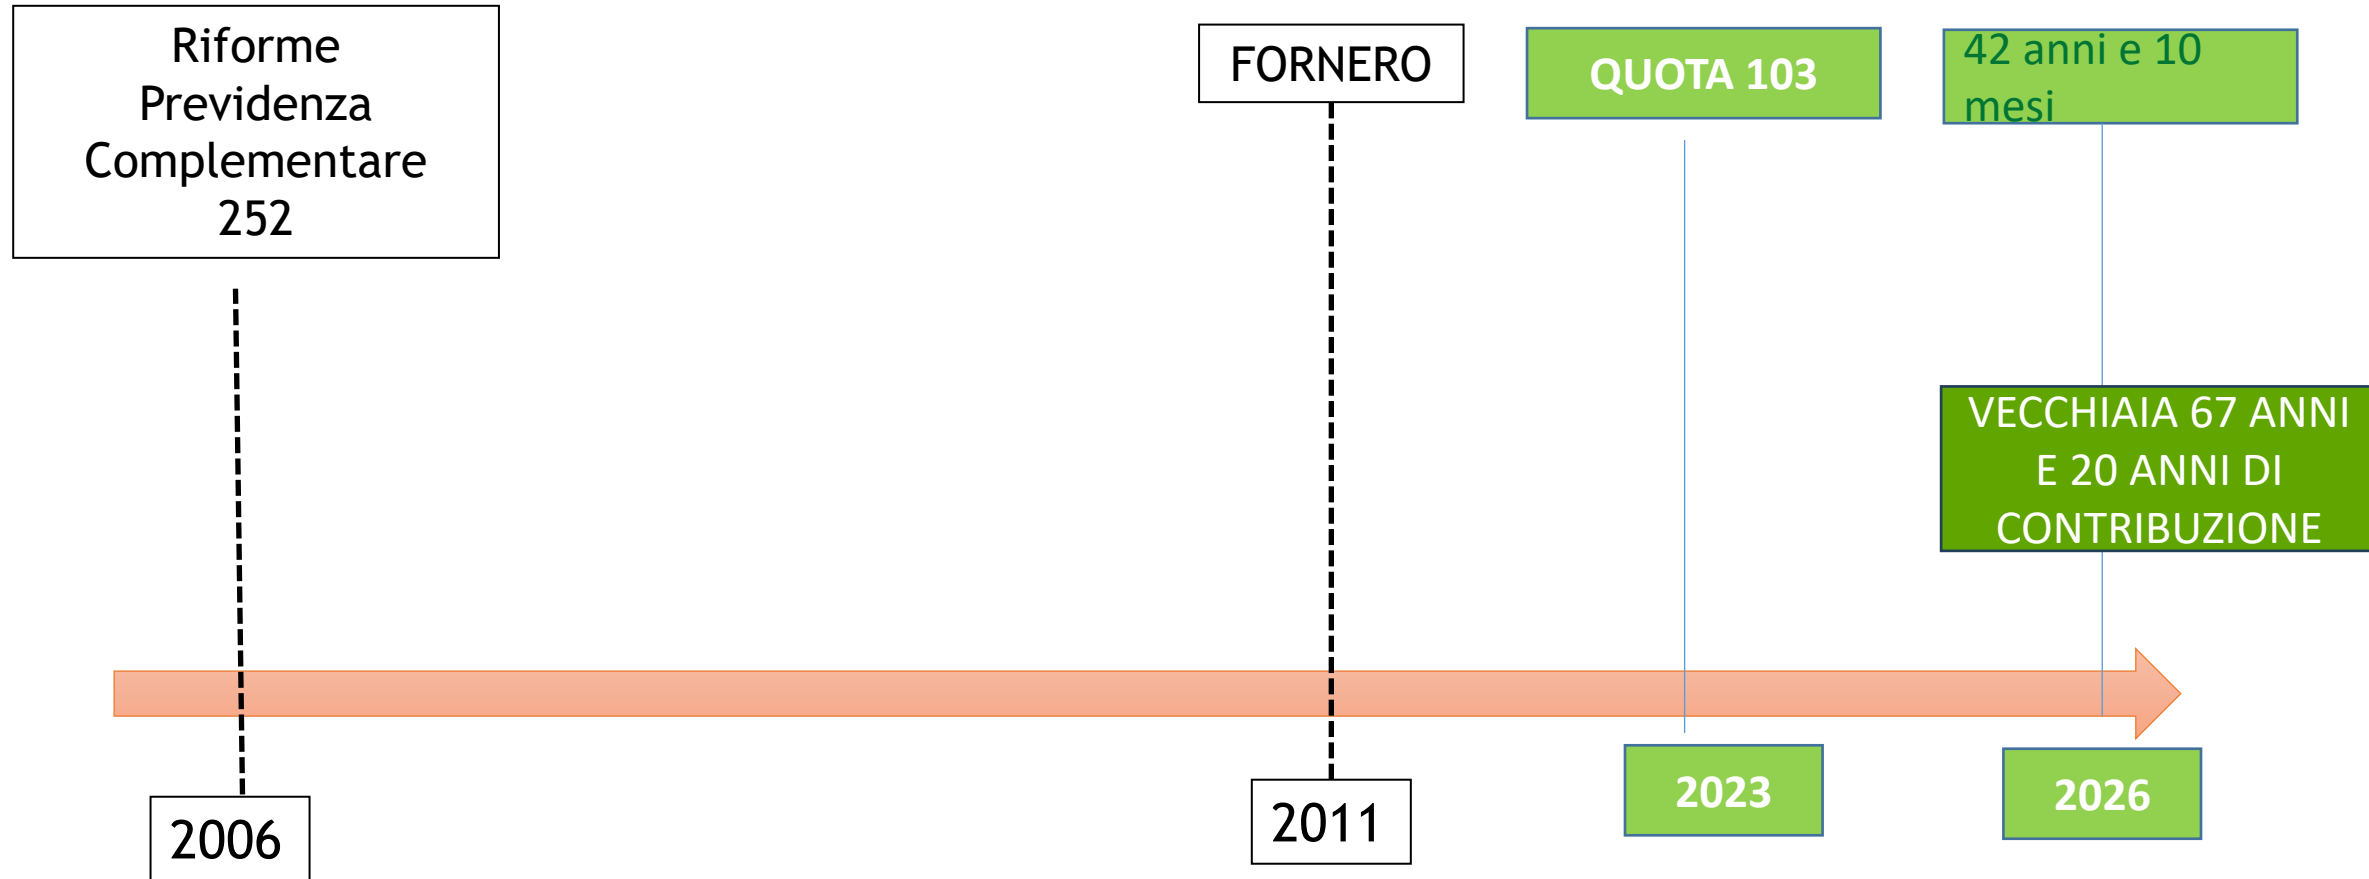 Riforme
Previdenza
Complementare
252
FORNERO
QUOTA 103
42 anni e 10
mesi
VECCHIAIA 67 ANNI
E 20 ANNI DI
CONTRIBUZIONE
2006
2011
2023
2026